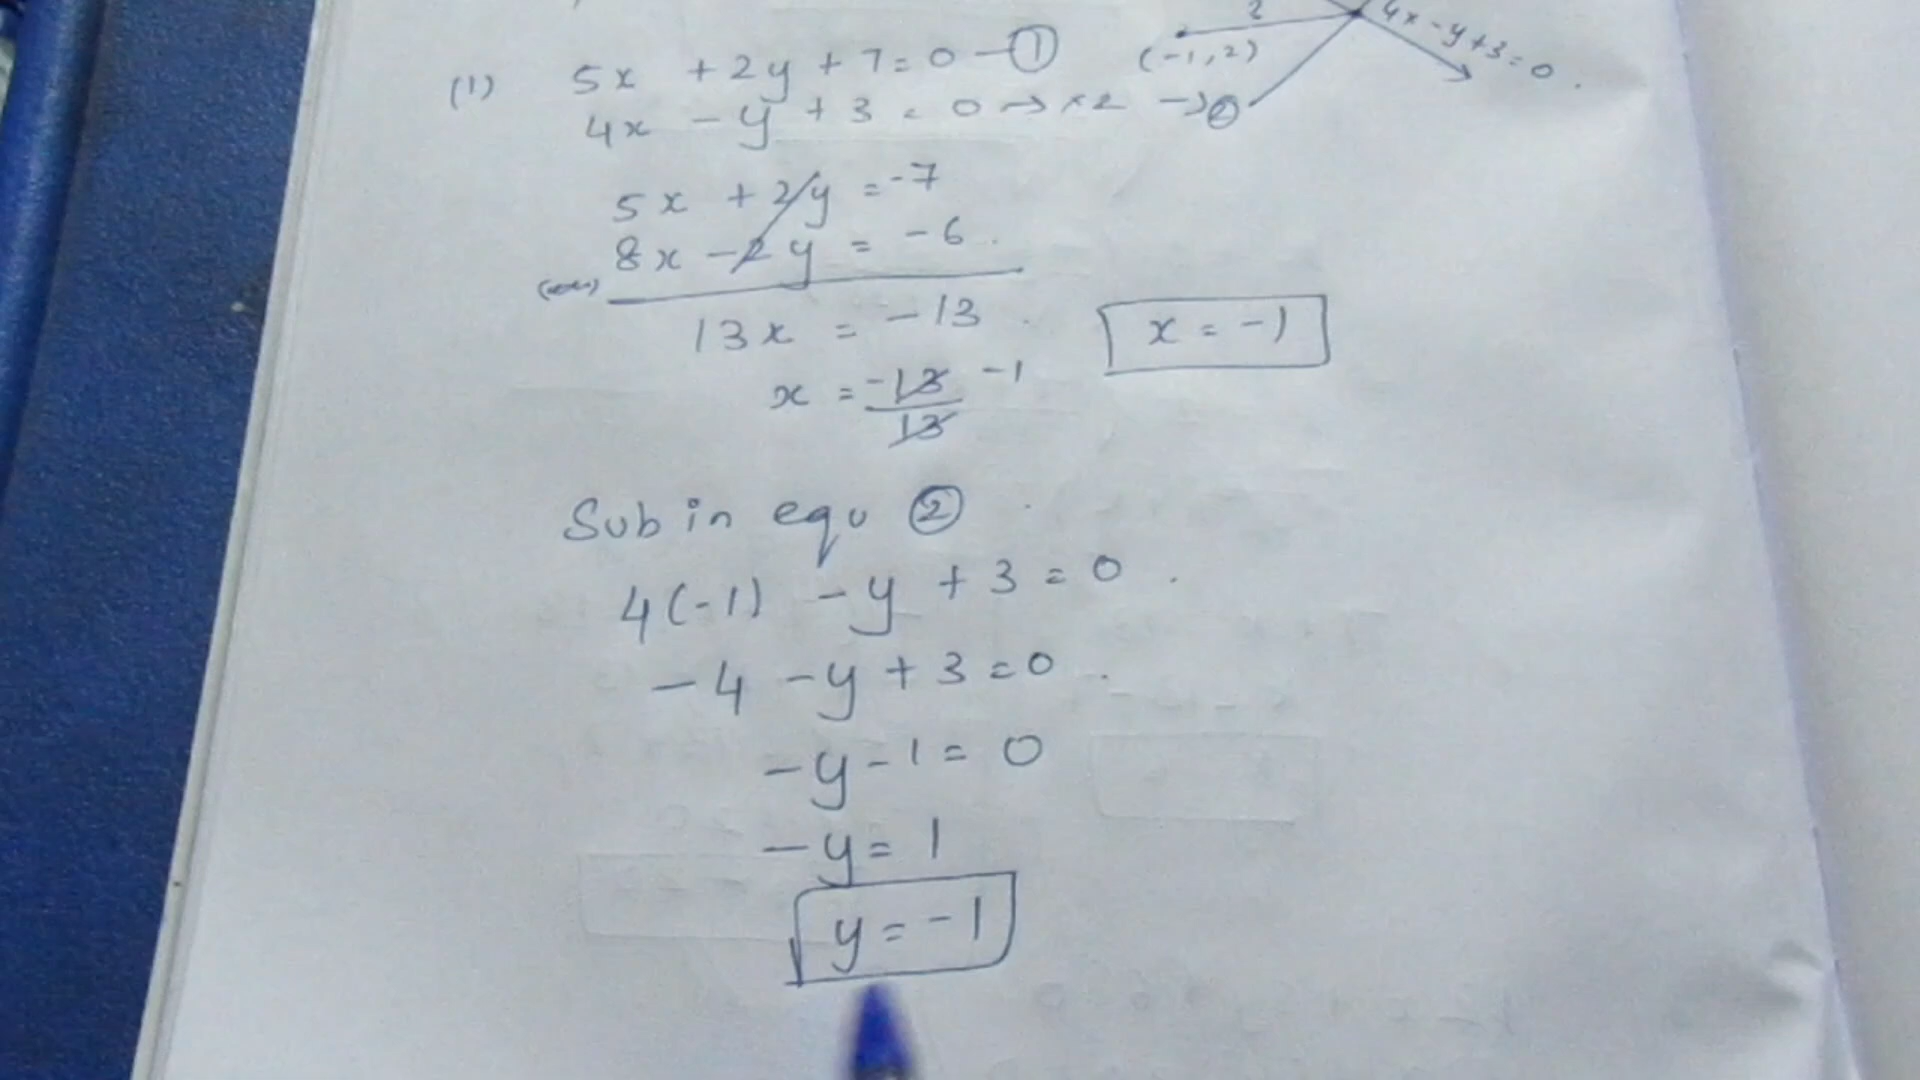 (1) 5x + 2y + 7 = 0 — ①
4x - y + 3 = 0 → × 2 → ②
2
(-1, 2)
4x - y + 3 = 0.
5x + 2y = -7
8x - 2y = -6.
13x = -13
x = -13/13 -1
x = -1
Sub in equ ②
4(-1) - y + 3 = 0.
-4 - y + 3 = 0.
-y - 1 = 0
-y = 1
y = -1